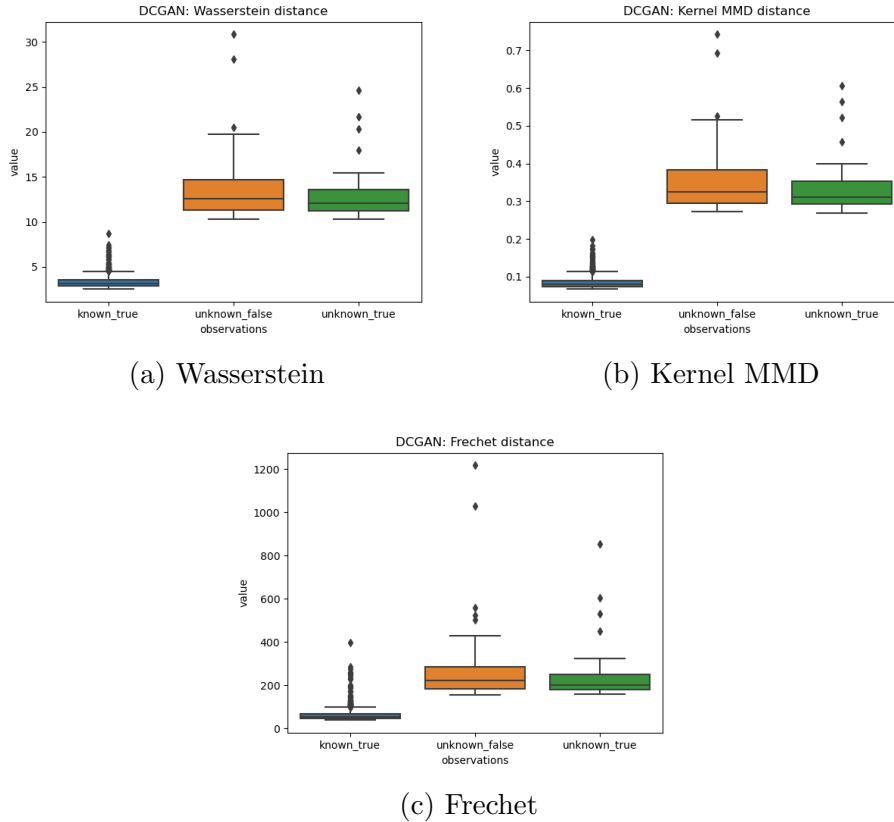 DCGAN: Wasserstein distance
30
25
20
15
10
5
value
known_true unknown_false unknown_true
observations
(a) Wasserstein
DCGAN: Kernel MMD distance
0.7
0.6
0.5
0.4
0.3
0.2
0.1
value
known_true unknown_false unknown_true
observations
(b) Kernel MMD
DCGAN: Frechet distance
1200
1000
800
600
400
200
0
value
known_true unknown_false unknown_true
observations
(c) Frechet